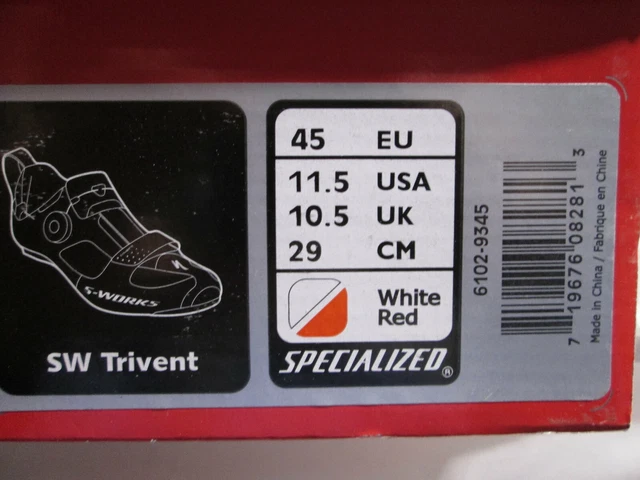 S-WORKS
SW Trivent
45 EU
11.5 USA
10.5 UK
29 CM
White
Red
SPECIALIZED®
6102-9345
7 19676 08281 3
Made in China / Fabrique en Chine